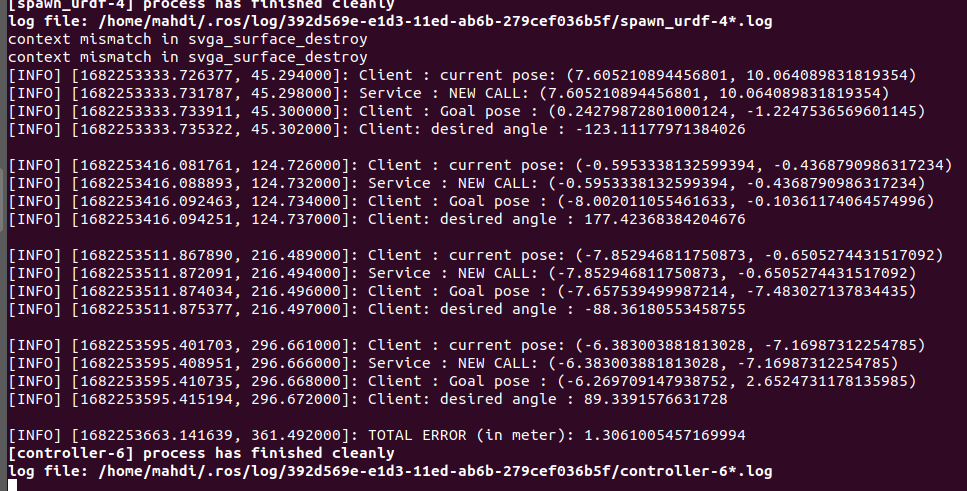 [spawn_urdf-4] process has finished cleanly
log file: /home/mahdi/.ros/log/392d569e-e1d3-11ed-ab6b-279cef036b5f/spawn_urdf-4*.log
context mismatch in svga_surface_destroy
context mismatch in svga_surface_destroy
[INFO] [1682253333.726377, 45.294000]: Client : current pose: (7.605210894456801, 10.064089831819354)
[INFO] [1682253333.731787, 45.298000]: Service : NEW CALL: (7.605210894456801, 10.064089831819354)
[INFO] [1682253333.733911, 45.300000]: Client : Goal pose : (0.24279872801000124, -1.2247536569601145)
[INFO] [1682253333.735322, 45.302000]: Client: desired angle : -123.11177971384026
[INFO] [1682253416.081761, 124.726000]: Client : current pose: (-0.5953338132599394, -0.4368790986317234)
[INFO] [1682253416.088893, 124.732000]: Service : NEW CALL: (-0.5953338132599394, -0.4368790986317234)
[INFO] [1682253416.092463, 124.734000]: Client : Goal pose : (-8.002011055461633, -0.10361174064574996)
[INFO] [1682253416.094251, 124.737000]: Client: desired angle : 177.42368384204676
[INFO] [1682253511.867890, 216.489000]: Client : current pose: (-7.852946811750873, -0.6505274431517092)
[INFO] [1682253511.872091, 216.494000]: Service : NEW CALL: (-7.852946811750873, -0.6505274431517092)
[INFO] [1682253511.874034, 216.496000]: Client : Goal pose : (-7.657539499987214, -7.483027137834435)
[INFO] [1682253511.875377, 216.497000]: Client: desired angle : -88.36180553458755
[INFO] [1682253595.401703, 296.661000]: Client : current pose: (-6.383003881813028, -7.16987312254785)
[INFO] [1682253595.408951, 296.666000]: Service : NEW CALL: (-6.383003881813028, -7.16987312254785)
[INFO] [1682253595.410735, 296.668000]: Client : Goal pose : (-6.269709147938752, 2.6524731178135985)
[INFO] [1682253595.415194, 296.672000]: Client: desired angle : 89.3391576631728
[INFO] [1682253663.141639, 361.492000]: TOTAL ERROR (in meter): 1.3061005457169994
[controller-6] process has finished cleanly
log file: /home/mahdi/.ros/log/392d569e-e1d3-11ed-ab6b-279cef036b5f/controller-6*.log